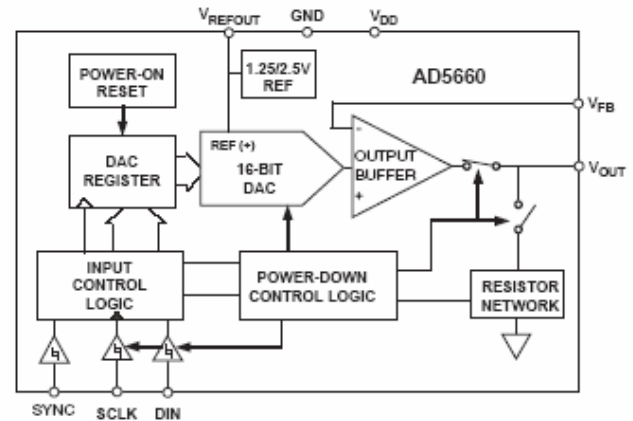 VREFOUT
GND
VDD
POWER-ON
RESET
1.25/2.5V
REF
AD5660
VFB
DAC
REGISTER
REF (+)
16-BIT
DAC
-
OUTPUT
BUFFER
+
VOUT
INPUT
CONTROL
LOGIC
POWER-DOWN
CONTROL LOGIC
RESISTOR
NETWORK
SYNC
SCLK
DIN